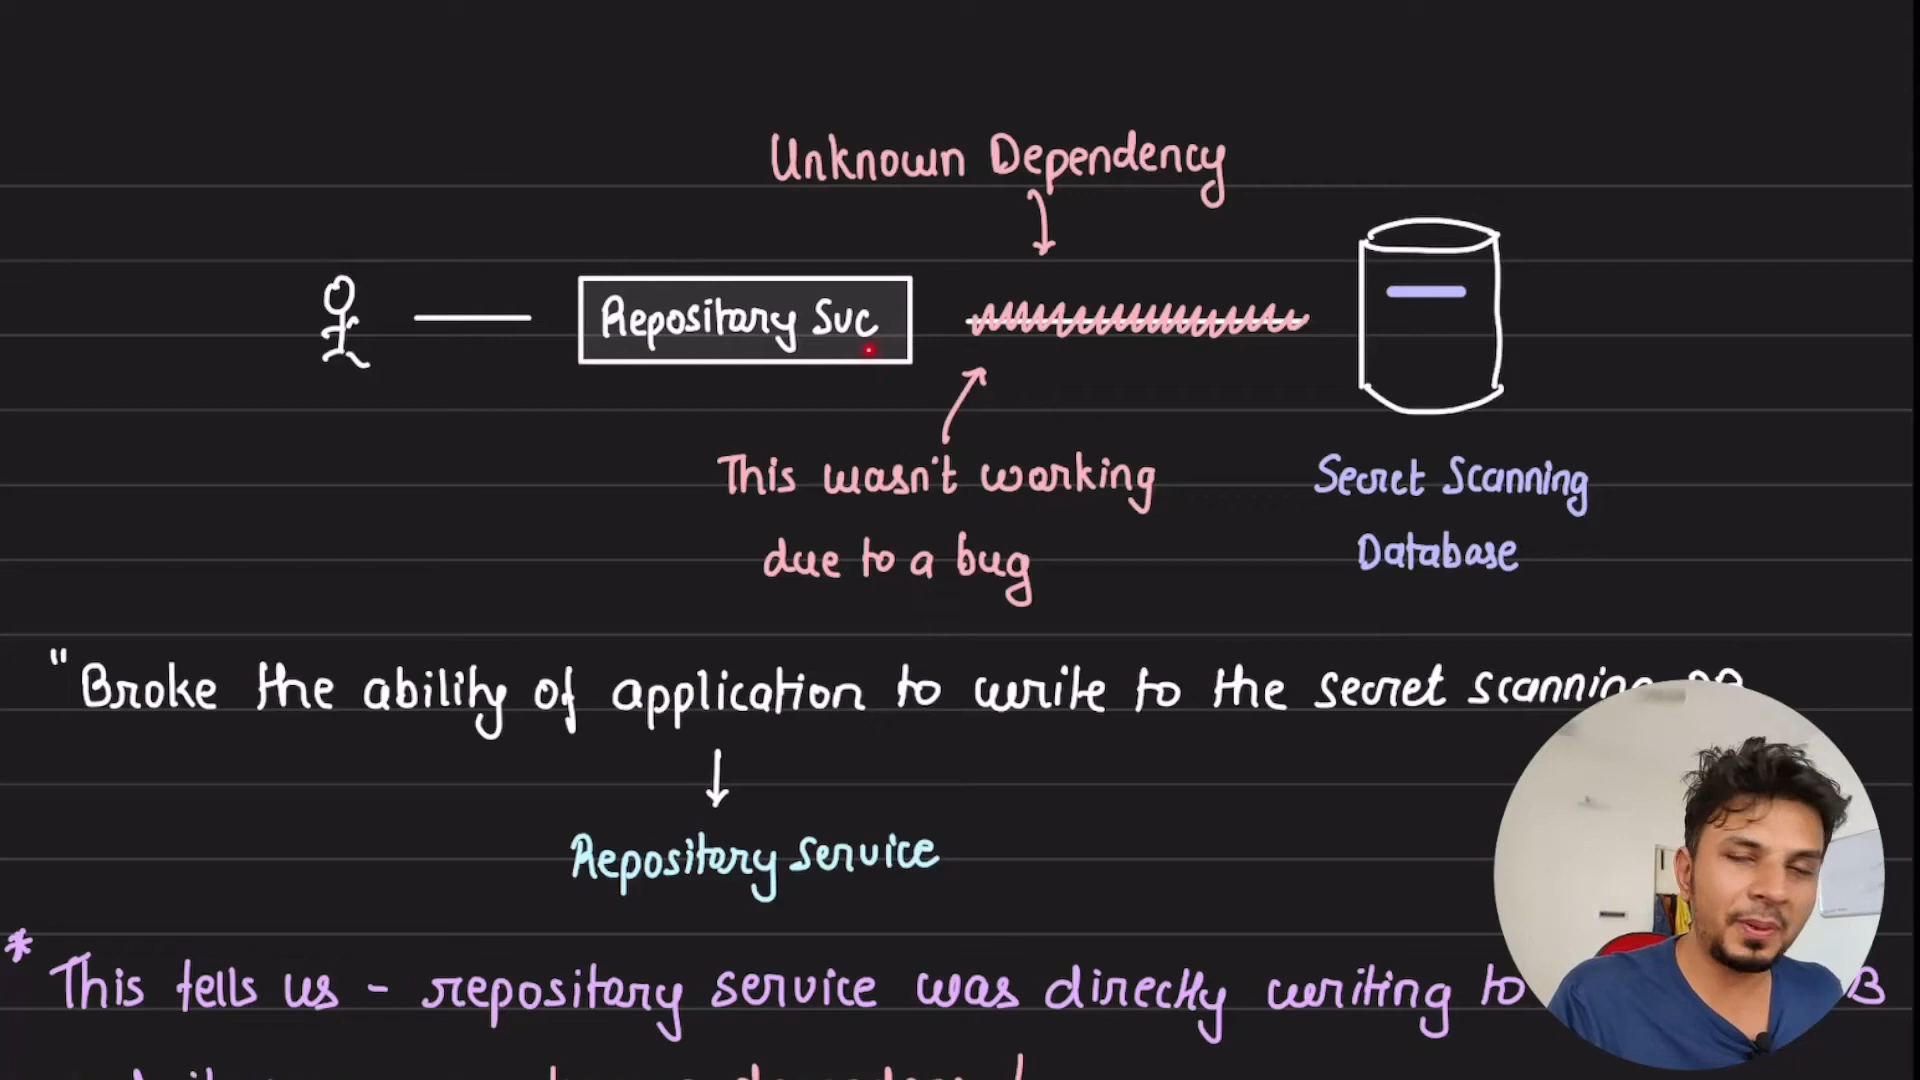 Unknown Dependency
Repository Svc
This wasn't working
due to a bug
Secret Scanning
Database
"Broke the ability of application to write to the secret scanning
Repository service
* This tells us - repository service was directly writing to